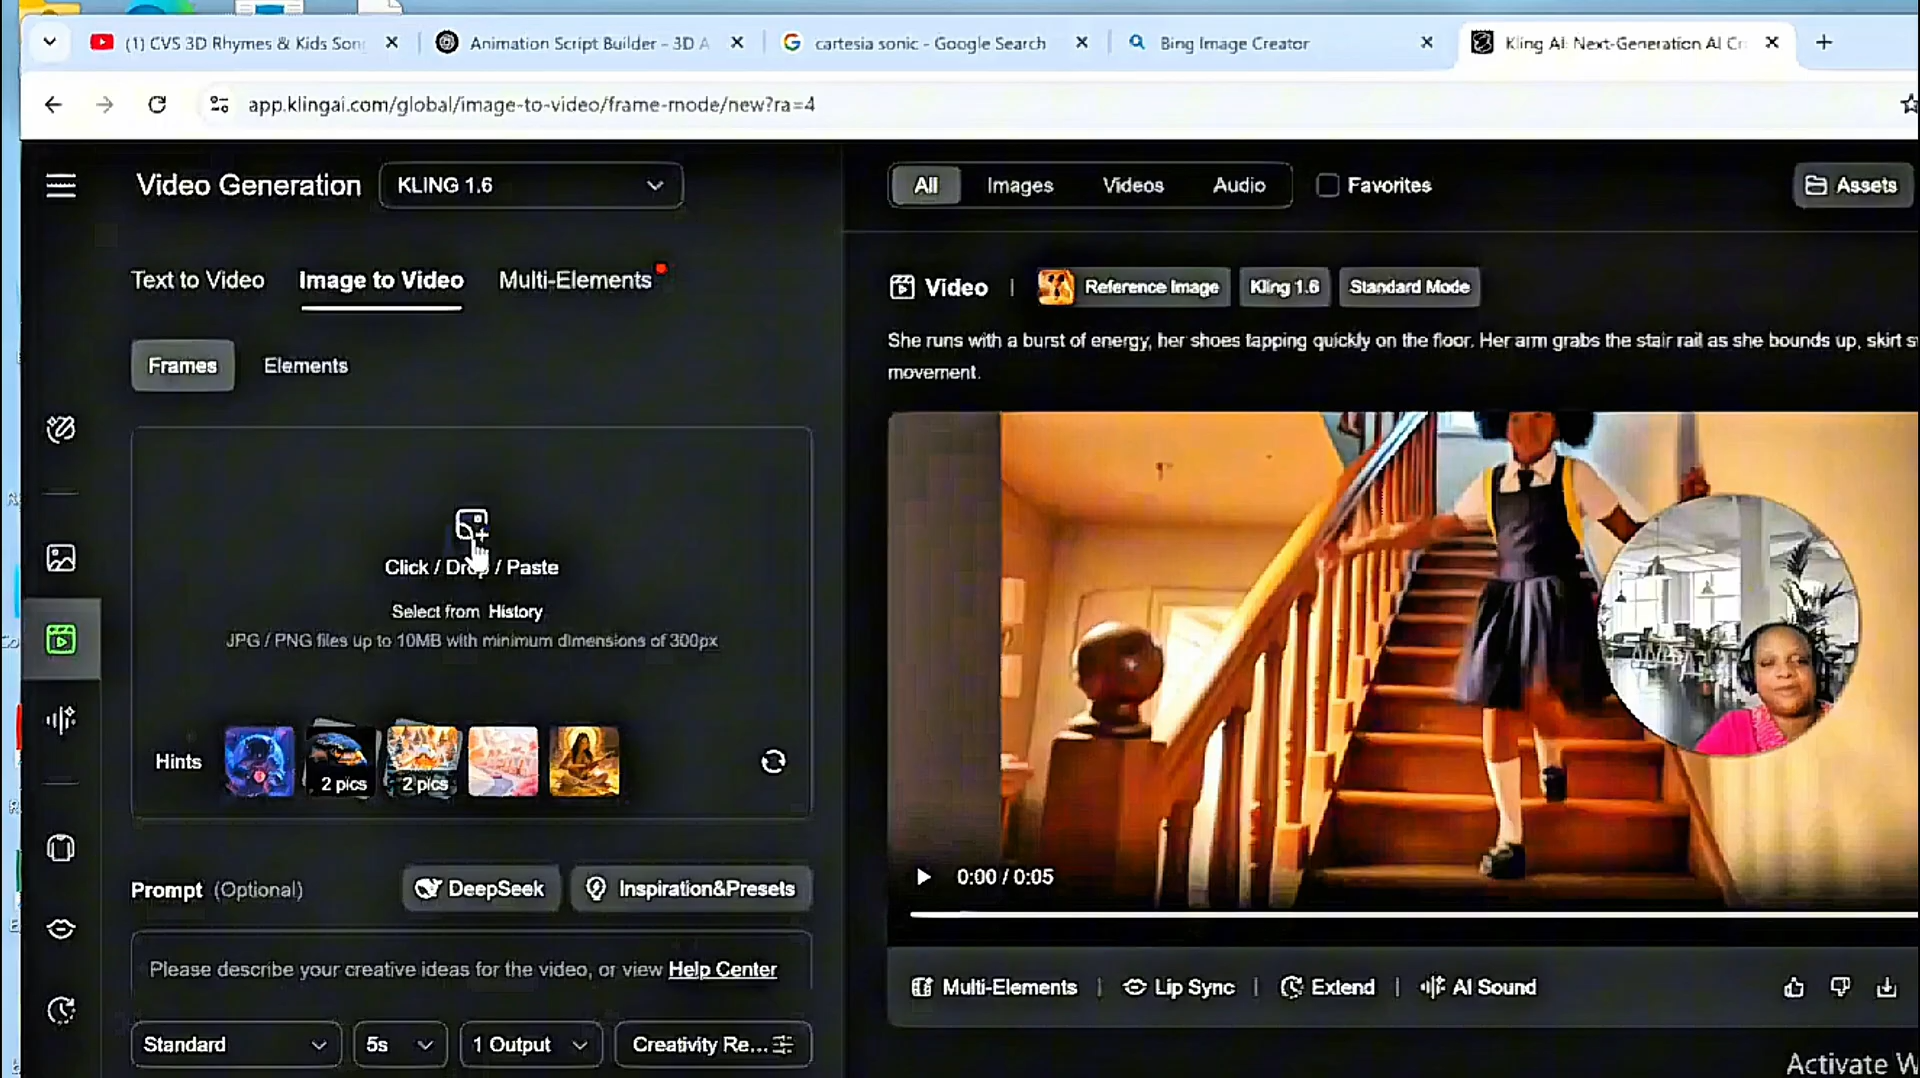 (1) CVS 3D Rhymes & Kids Son
Animation Script Builder - 3D A
cartesia sonic - Google Search
Bing Image Creator
Kling AI: Next-Generation AI Cr
app.klingai.com/global/image-to-video/frame-mode/new?ra=4
Video Generation
KLING 1.6
All
Images
Videos
Audio
Favorites
Assets
Text to Video
Image to Video
Multi-Elements
Video
Reference Image
Kling 1.6
Standard Mode
She runs with a burst of energy, her shoes tapping quickly on the floor. Her arm grabs the stair rail as she bounds up, skirt s
movement.
Frames
Elements
Click / Drop / Paste
Select from History
JPG / PNG files up to 10MB with minimum dimensions of 300px
Hints
2 pics
2 pics
0:00 / 0:05
Prompt (Optional)
DeepSeek
Inspiration&Presets
Please describe your creative ideas for the video, or view Help Center
Multi-Elements
Lip Sync
Extend
AI Sound
Standard
5s
1 Output
Creativity Re...
Activate W